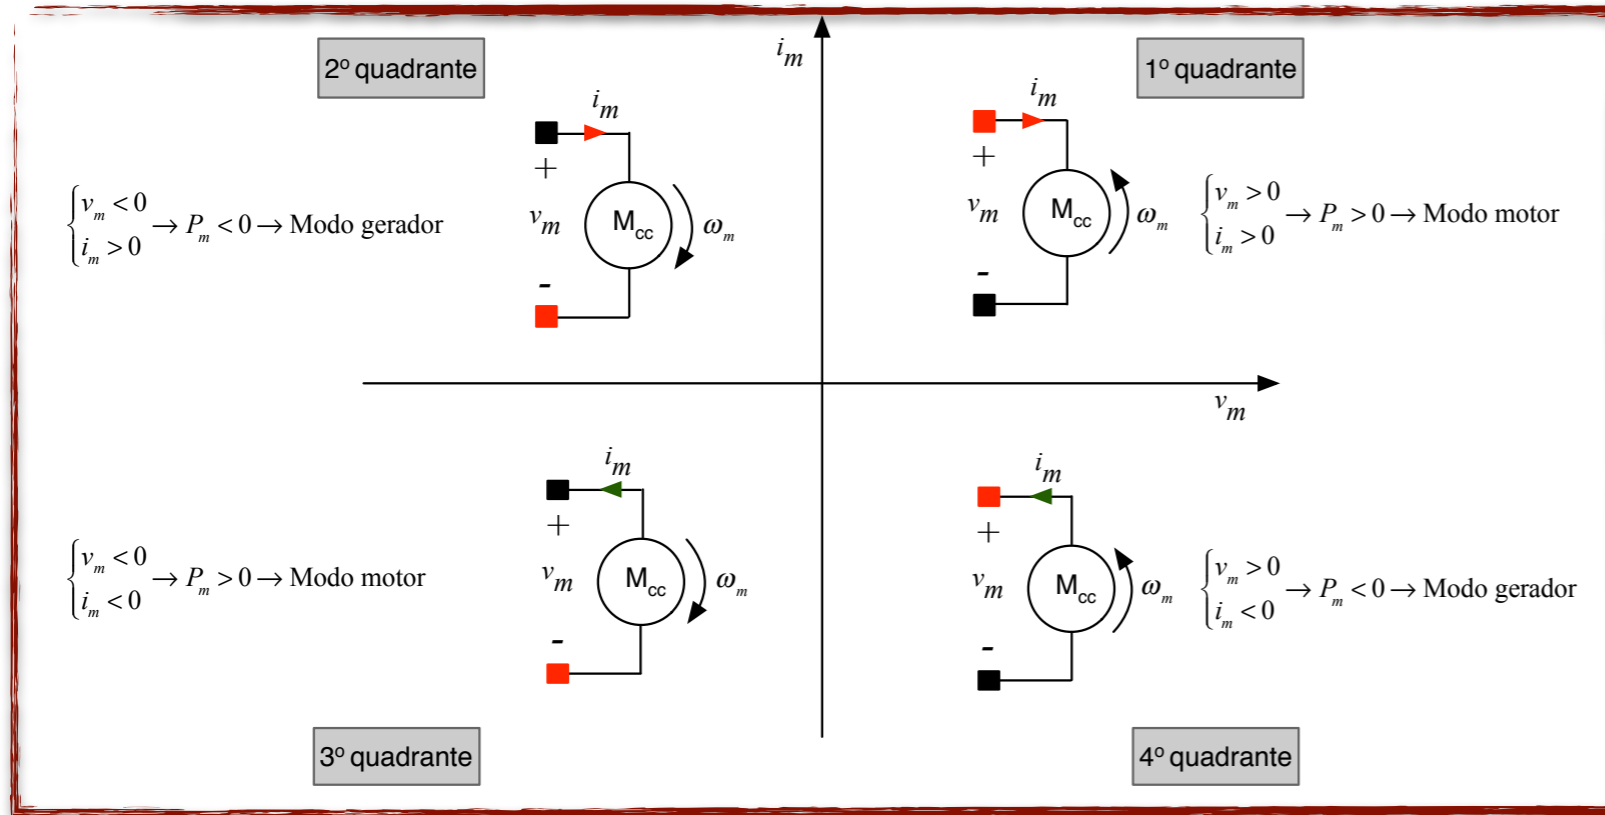 2º quadrante
i_m
1º quadrante
i_m
+
v_m
-
M_cc
ω_m
{v_m < 0
i_m > 0 → P_m < 0 → Modo gerador
i_m
+
v_m
-
M_cc
ω_m
{v_m > 0
i_m > 0 → P_m > 0 → Modo motor
v_m
i_m
+
v_m
-
M_cc
ω_m
{v_m < 0
i_m < 0 → P_m > 0 → Modo motor
i_m
+
v_m
-
M_cc
ω_m
{v_m > 0
i_m < 0 → P_m < 0 → Modo gerador
3º quadrante
4º quadrante